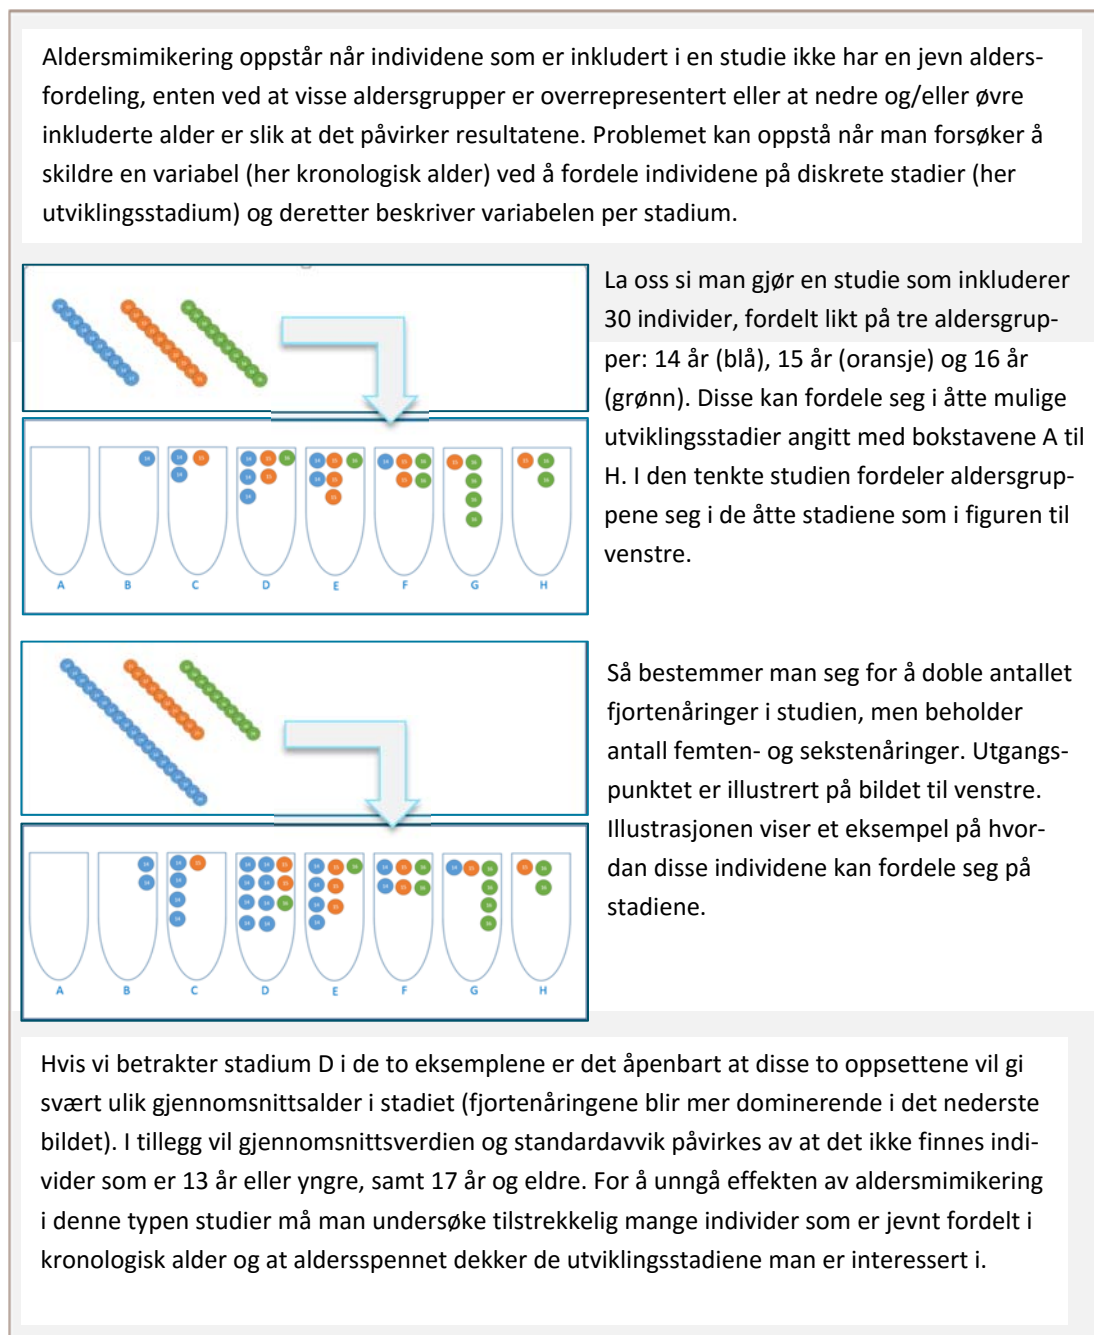 Aldersmimikering oppstår når individene som er inkludert i en studie ikke har en jevn alders-
fordeling, enten ved at visse aldersgrupper er overrepresentert eller at nedre og/eller øvre
inkluderte alder er slik at det påvirker resultatene. Problemet kan oppstå når man forsøker å
skildre en variabel (her kronologisk alder) ved å fordele individene på diskrete stadier (her
utviklingsstadium) og deretter beskriver variabelen per stadium.
La oss si man gjør en studie som inkluderer
30 individer, fordelt likt på tre aldersgrup-
per: 14 år (blå), 15 år (oransje) og 16 år
(grønn). Disse kan fordele seg i åtte mulige
utviklingsstadier angitt med bokstavene A til
H. I den tenkte studien fordeler aldersgrup-
pene seg i de åtte stadiene som i figuren til
venstre.
A B C D E F G H
Så bestemmer man seg for å doble antallet
fjortenåringer i studien, men beholder
antall femten- og sekstenåringer. Utgangs-
punktet er illustrert på bildet til venstre.
Illustrasjonen viser et eksempel på hvor-
dan disse individene kan fordele seg på
stadiene.
A B C D E F G H
Hvis vi betrakter stadium D i de to eksemplene er det åpenbart at disse to oppsettene vil gi
svært ulik gjennomsnittsalder i stadiet (fjortenåringene blir mer dominerende i det nederste
bildet). I tillegg vil gjennomsnittsverdien og standardavvik påvirkes av at det ikke finnes indi-
vider som er 13 år eller yngre, samt 17 år og eldre. For å unngå effekten av aldersmimikering
i denne typen studier må man undersøke tilstrekkelig mange individer som er jevnt fordelt i
kronologisk alder og at aldersspennet dekker de utviklingsstadiene man er interessert i.